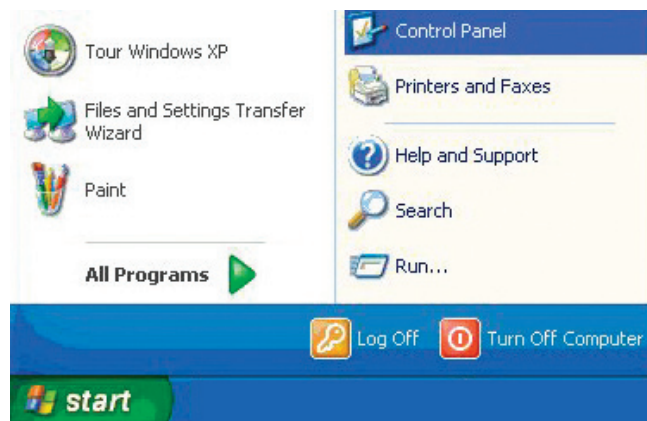 Tour Windows XP
Files and Settings Transfer
Wizard
Paint
All Programs
Control Panel
Printers and Faxes
Help and Support
Search
Run...
Log Off
Turn Off Computer
start